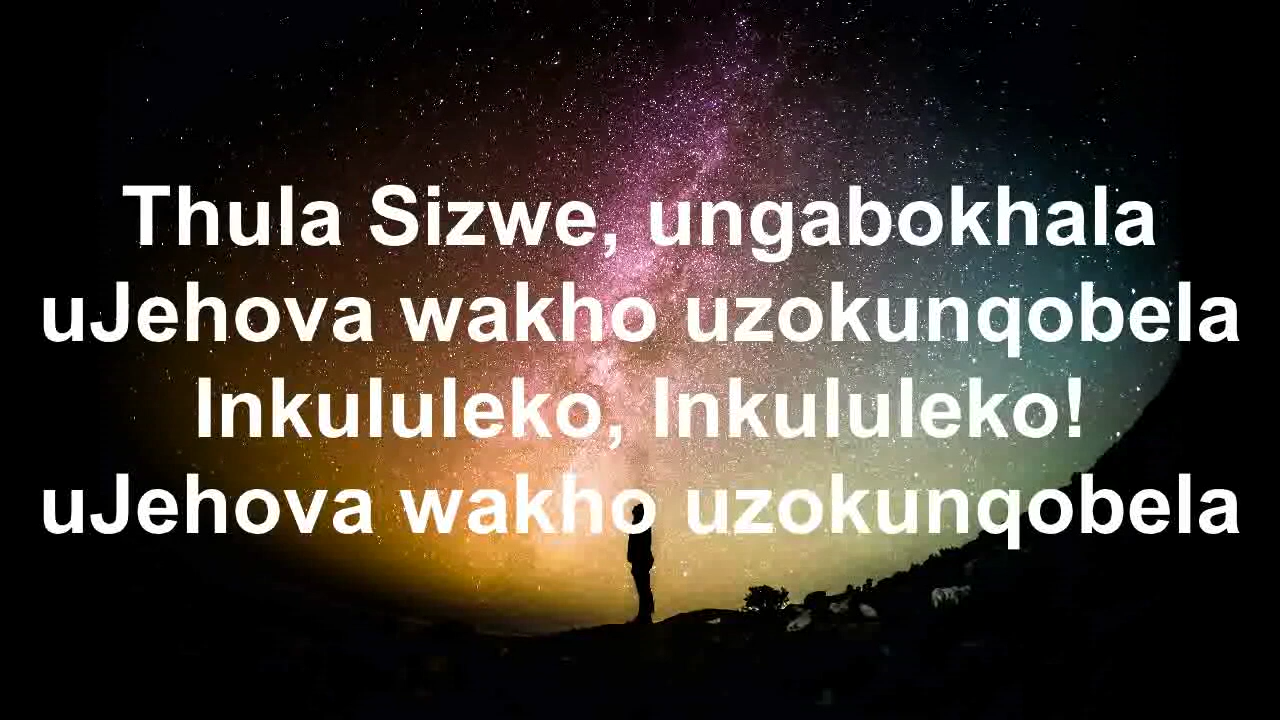 Thula Sizwe, ungabokhala
uJehova wakho uzokunqobela
Inkululeko, Inkululeko!
uJehova wakho uzokunqobela